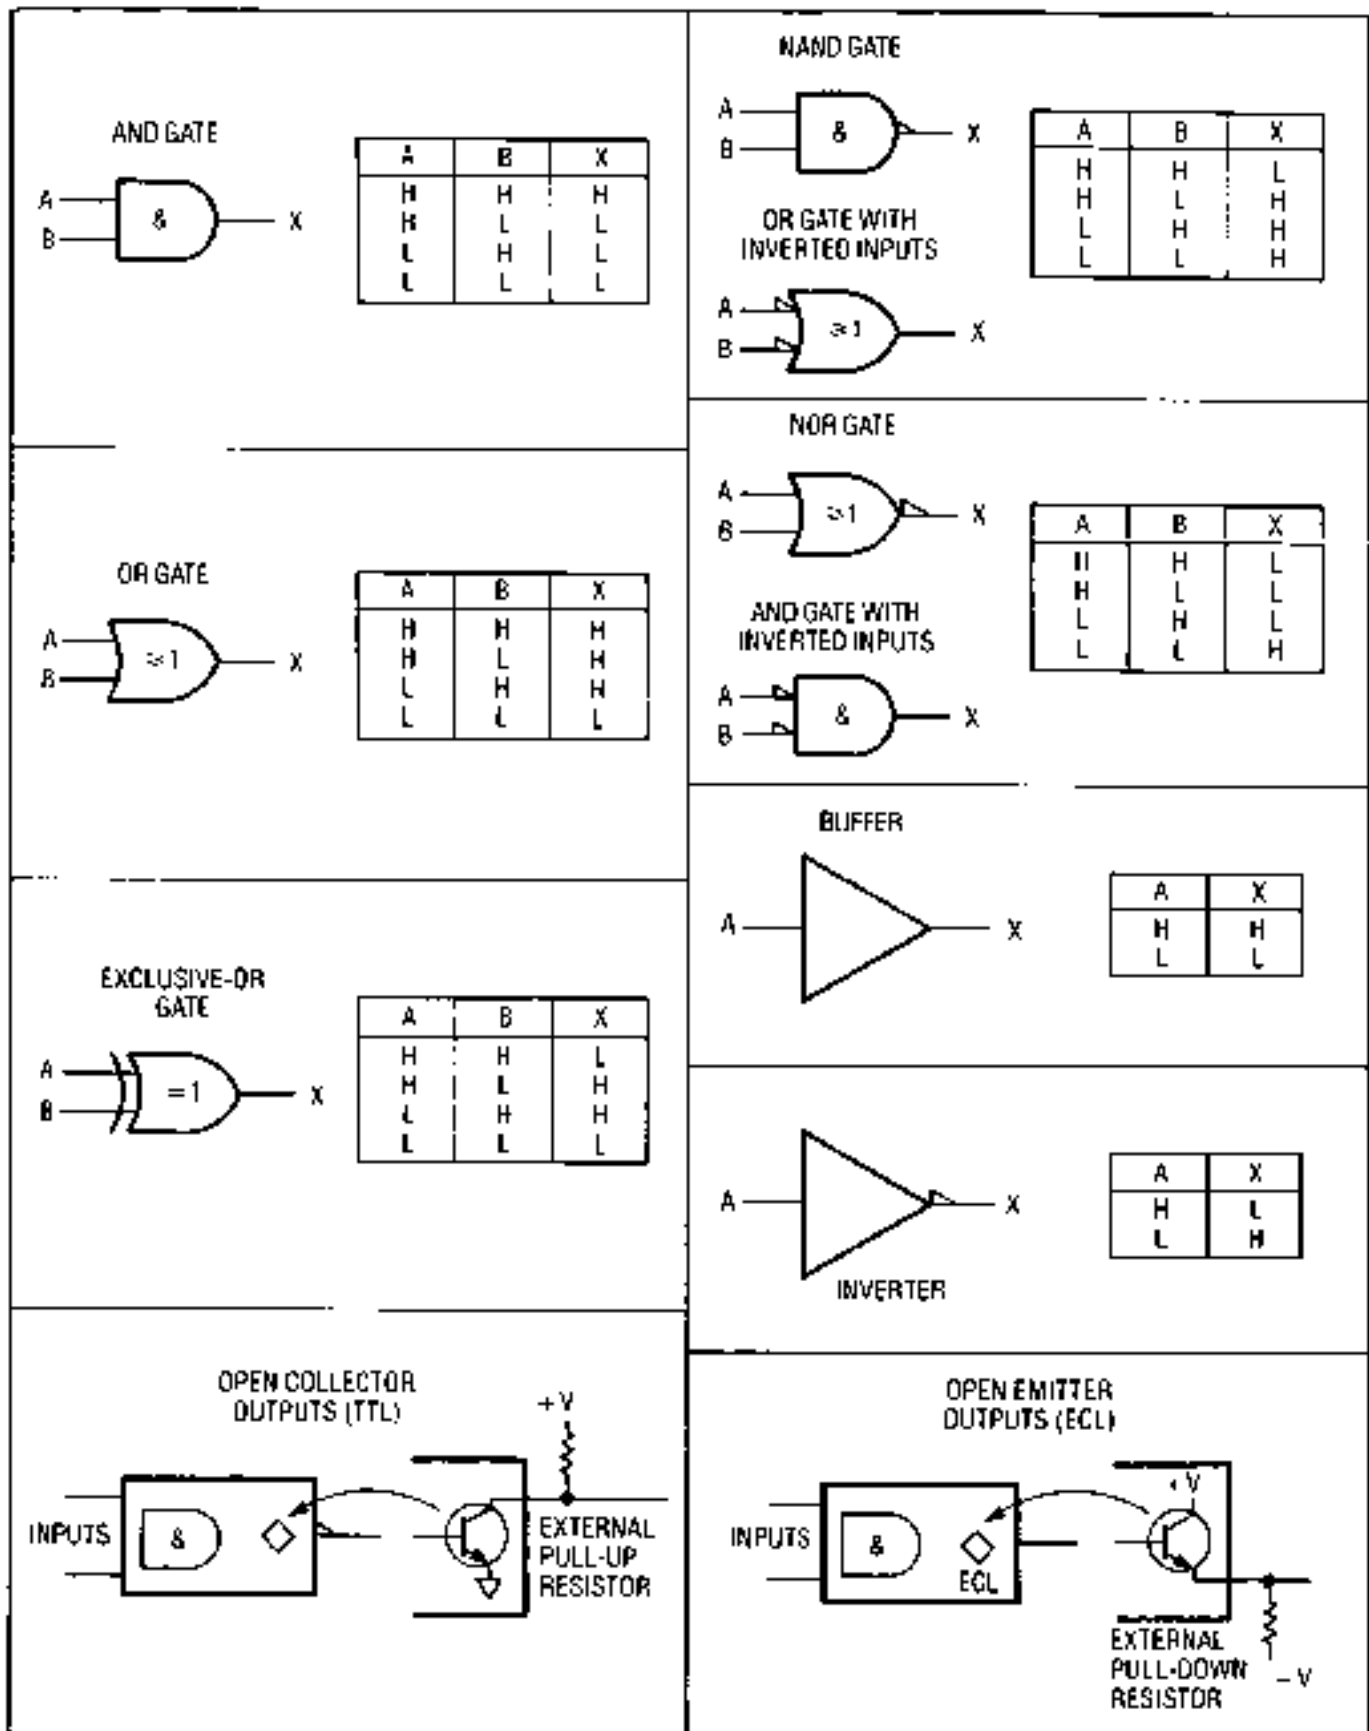 AND GATE
A
B
&
X
A B X
H H H
H L L
L H L
L L L
OR GATE
A
B
≥1
X
A B X
H H H
H L H
L H H
L L L
EXCLUSIVE-OR
GATE
A
B
=1
X
A B X
H H L
H L H
L H H
L L L
OPEN COLLECTOR
OUTPUTS (TTL)
+V
INPUTS
&
EXTERNAL
PULL-UP
RESISTOR
NAND GATE
A
B
&
X
A B X
H H L
H L H
L H H
L L H
OR GATE WITH
INVERTED INPUTS
A
B
≥1
X
NOR GATE
A
B
≥1
X
A B X
H H L
H L L
L H L
L L H
AND GATE WITH
INVERTED INPUTS
A
B
&
X
BUFFER
A
X
A X
H H
L L
A
X
A X
H L
L H
INVERTER
OPEN EMITTER
OUTPUTS (ECL)
+V
INPUTS
&
ECL
EXTERNAL
PULL-DOWN
RESISTOR
–V